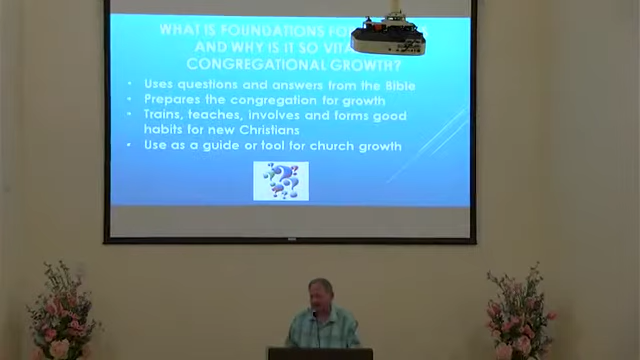 WHAT IS FOUNDATIONS
AND WHY IS IT SO
CONGREGATIONAL GROWTH?
• Uses questions and answers from the Bible
• Prepares the congregation for growth
• Trains, teaches, involves and forms good
habits for new Christians
• Use as a guide or tool for church growth